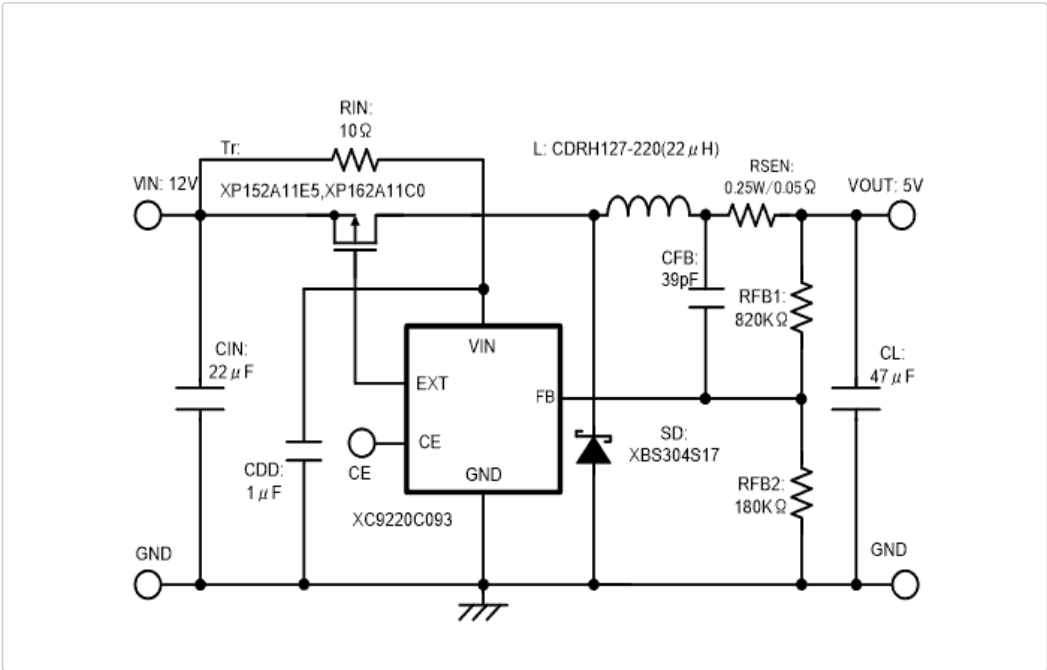 RIN:
10Ω
Tr:
L: CDRH127-220(22μH)
RSEN:
0.25W/0.05Ω
VIN: 12V
XP152A11E5,XP162A11C0
VOUT: 5V
CFB:
39pF
RFB1:
820KΩ
CIN:
22μF
VIN
CL:
47μF
EXT
FB
CE
SD:
XBS304S17
CDD:
1μF
CE
GND
RFB2:
180KΩ
XC9220C093
GND
GND